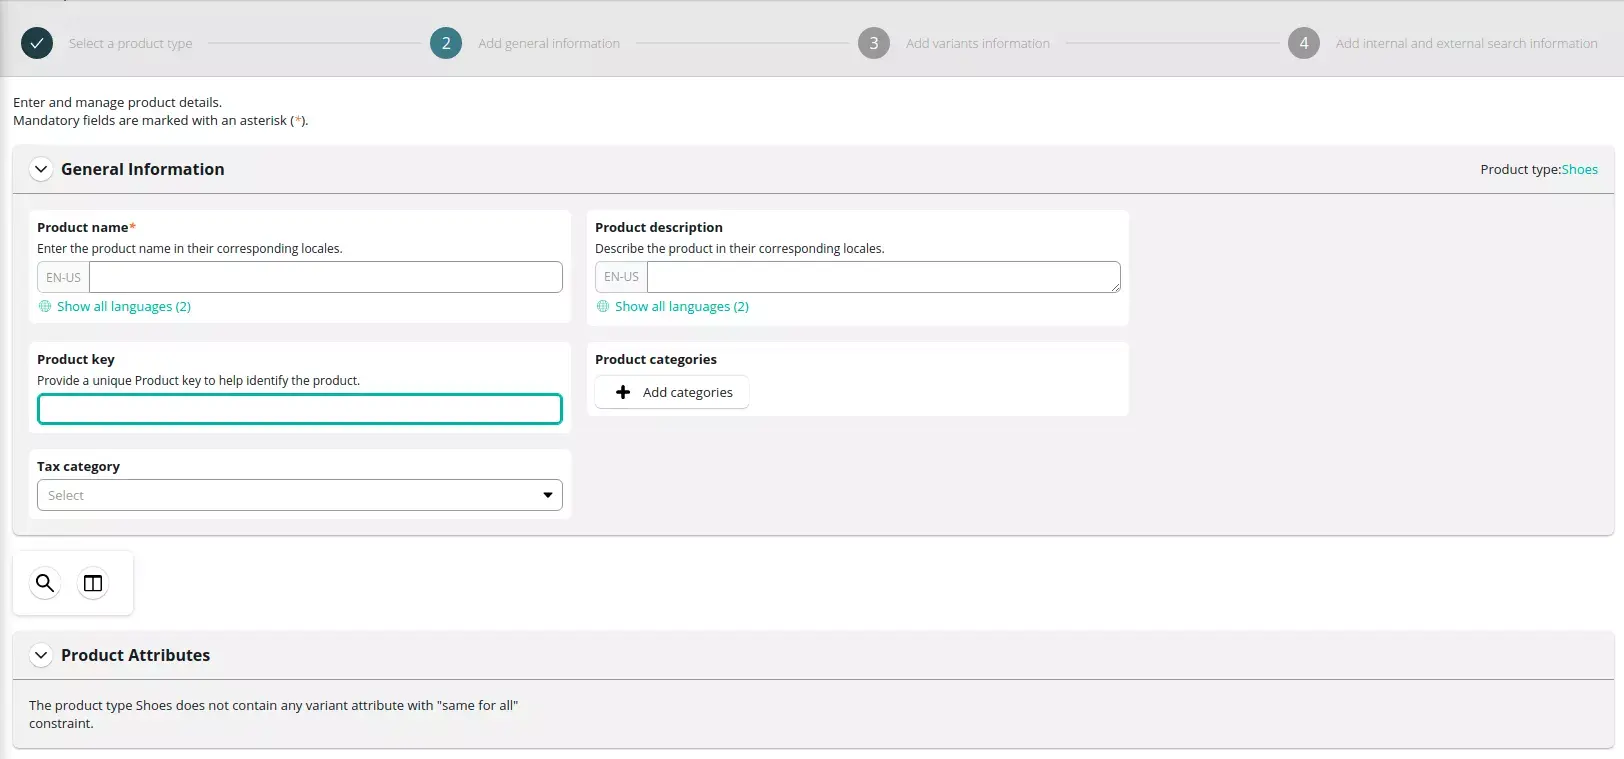 Select a product type
2 Add general information
3 Add variants information
4 Add internal and external search information
Enter and manage product details.
Mandatory fields are marked with an asterisk (*).
General Information
Product type:Shoes
Product name*
Enter the product name in their corresponding locales.
EN-US
Show all languages (2)
Product description
Describe the product in their corresponding locales.
EN-US
Show all languages (2)
Product key
Provide a unique Product key to help identify the product.
Product categories
Add categories
Tax category
Select
Product Attributes
The product type Shoes does not contain any variant attribute with "same for all"
constraint.